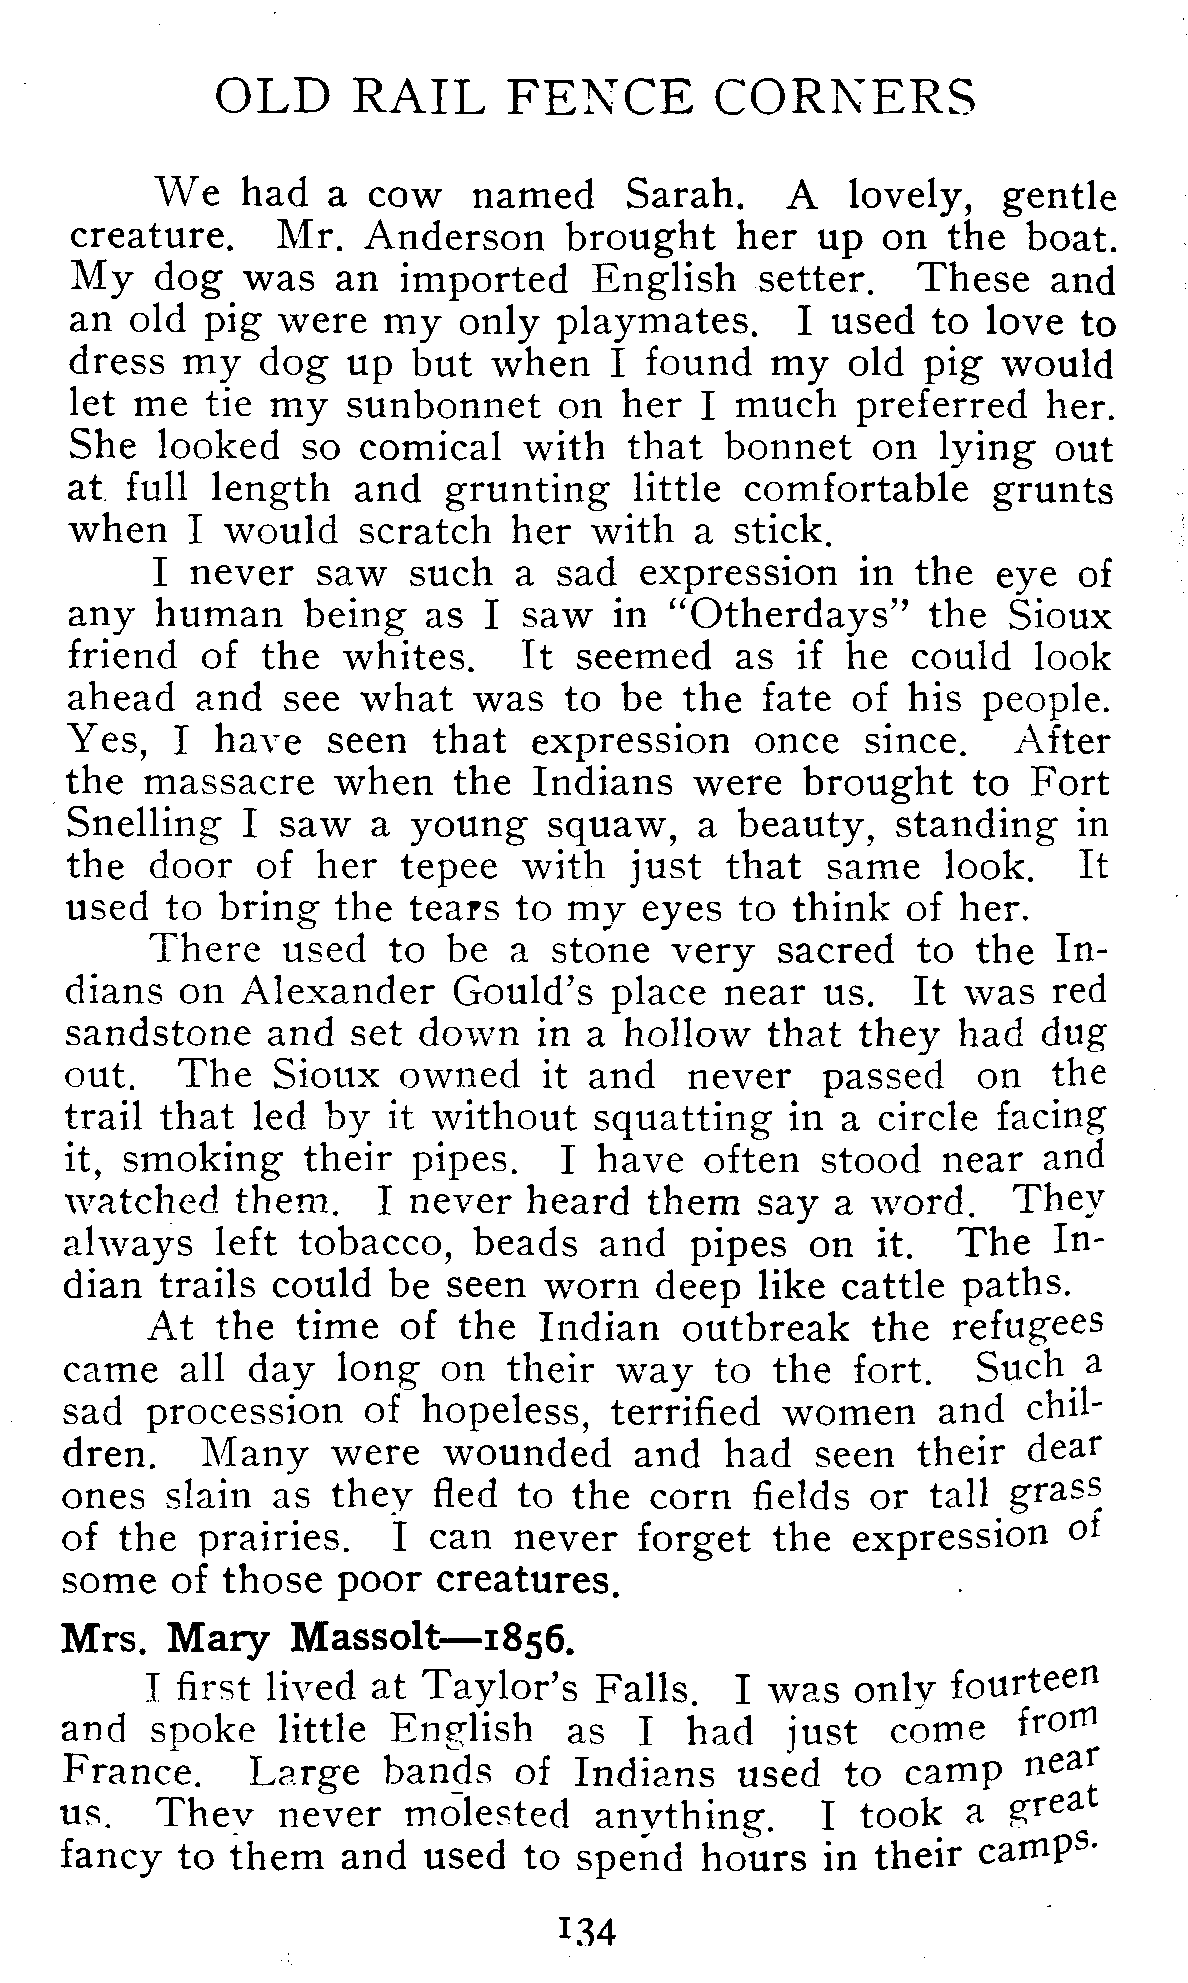 OLD RAIL FENCE CORNERS
We had a cow named Sarah. A lovely, gentle
creature. Mr. Anderson brought her up on the boat.
My dog was an imported English setter. These and
an old pig were my only playmates. I used to love to
dress my dog up but when I found my old pig would
let me tie my sunbonnet on her I much preferred her.
She looked so comical with that bonnet on lying out
at full length and grunting little comfortable grunts
when I would scratch her with a stick.
I never saw such a sad expression in the eye of
any human being as I saw in “Otherdays” the Sioux
friend of the whites. It seemed as if he could look
ahead and see what was to be the fate of his people.
Yes, I have seen that expression once since. After
the massacre when the Indians were brought to Fort
Snelling I saw a young squaw, a beauty, standing in
the door of her tepee with just that same look. It
used to bring the tears to my eyes to think of her.
There used to be a stone very sacred to the In-
dians on Alexander Gould's place near us. It was red
sandstone and set down in a hollow that they had dug
out. The Sioux owned it and never passed on the
trail that led by it without squatting in a circle facing
it, smoking their pipes. I have often stood near and
watched them. I never heard them say a word. They
always left tobacco, beads and pipes on it. The In-
dian trails could be seen worn deep like cattle paths.
At the time of the Indian outbreak the refugees
came all day long on their way to the fort. Such a
sad procession of hopeless, terrified women and chil-
dren. Many were wounded and had seen their dear
ones slain as they fled to the corn fields or tall grass
of the prairies. I can never forget the expression of
some of those poor creatures.
Mrs. Mary Massolt—1856.
I first lived at Taylor's Falls. I was only fourteen
and spoke little English as I had just come from
France. Large bands of Indians used to camp near
us. They never molested anything. I took a great
fancy to them and used to spend hours in their camps.
134